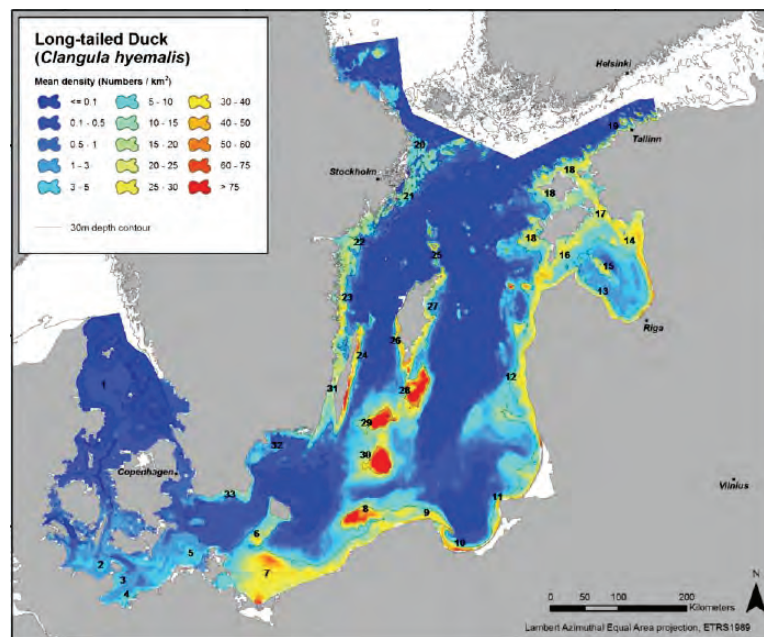 Long-tailed Duck
(Clangula hyemalis)
Mean density (Numbers / km²)
<= 0.1
5 - 10
30 - 40
0.1 - 0.5
10 - 15
40 - 50
0.5 - 1
15 - 20
50 - 60
1 - 3
20 - 25
60 - 75
3 - 5
25 - 30
> 75
30m depth contour
Helsinki
19
Tallinn
20
Stockholm
18
18
21
17
22
18
14
25
16
15
23
13
27
Riga
26
24
1
12
28
31
29
32
30
Copenhagen
Vilnius
33
11
8
9
6
10
5
2
7
3
4
N
0 50 100 200
Kilometers
Lambert Azimuthal Equal Area projection, ETRS1989